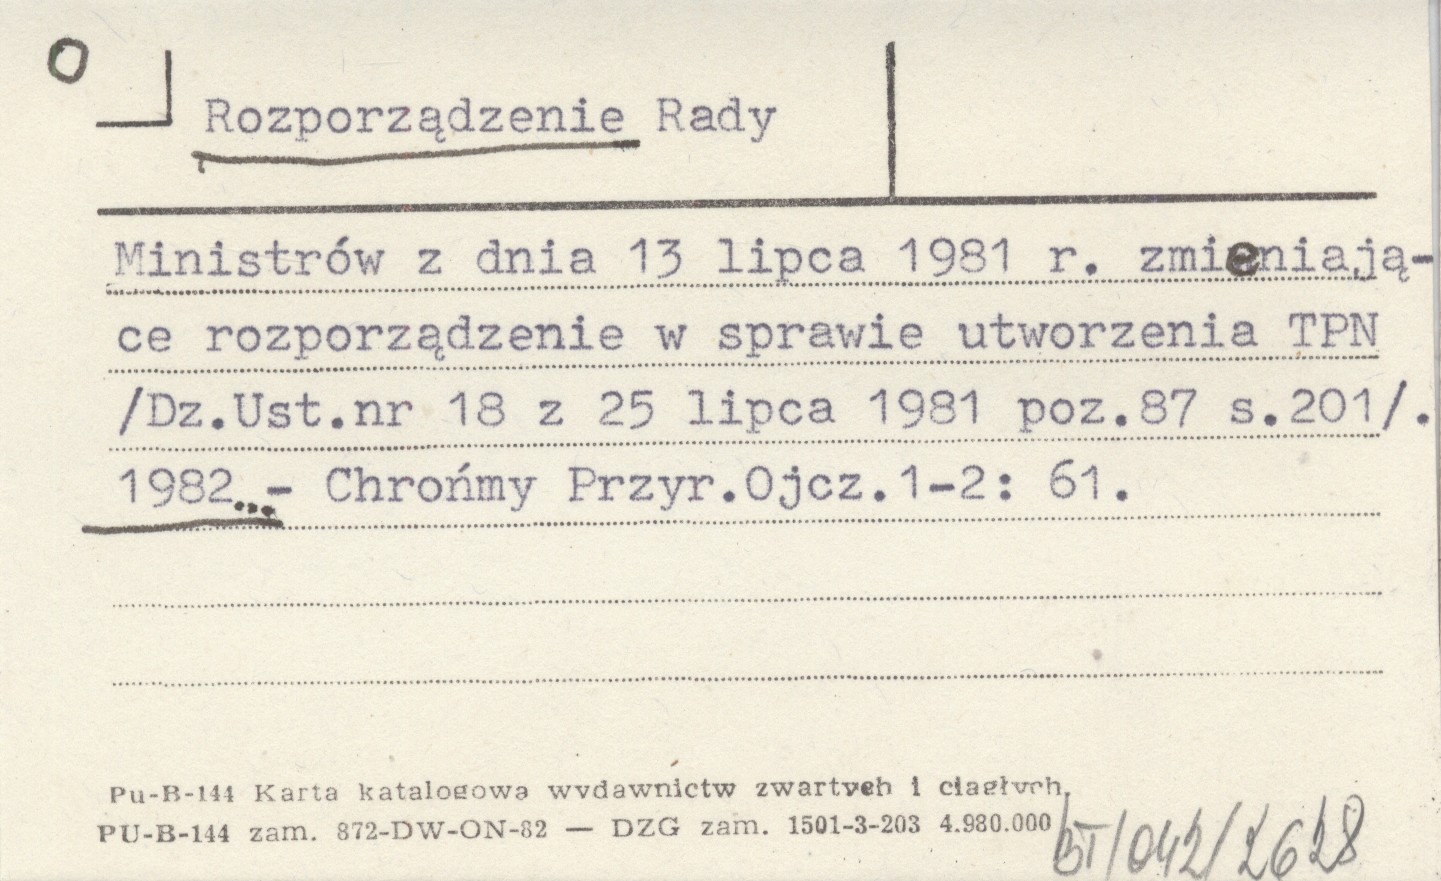 O
Rozporządzenie Rady
Ministrów z dnia 13 lipca 1981 r. zmieniają-
ce rozporządzenie w sprawie utworzenia TPN
/Dz.Ust.nr 18 z 25 lipca 1981 poz.87 s.201/.
1982... - Chrońmy Przyr.Ojcz.1-2: 61.
Pu-B-144 Karta katalogowa wydawnictw zwartych i ciągłych.
PU-B-144 zam. 872-DW-ON-82 — DZG zam. 1501-3-203 4.980.000
BT/042/2628